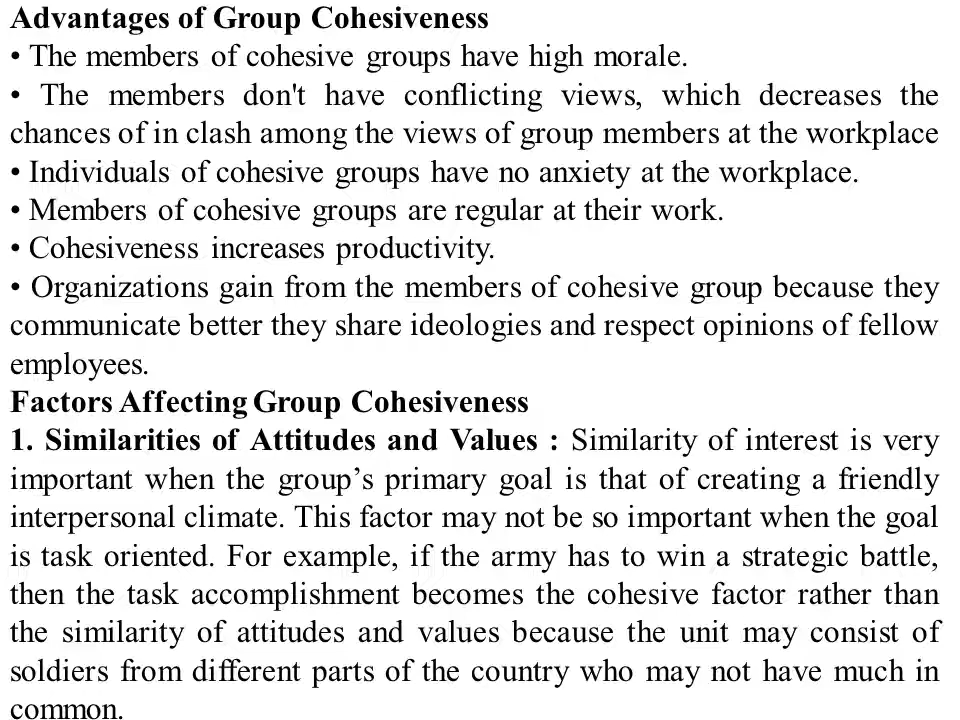 Advantages of Group Cohesiveness
• The members of cohesive groups have high morale.
• The members don't have conflicting views, which decreases the
chances of in clash among the views of group members at the workplace
• Individuals of cohesive groups have no anxiety at the workplace.
• Members of cohesive groups are regular at their work.
• Cohesiveness increases productivity.
• Organizations gain from the members of cohesive group because they
communicate better they share ideologies and respect opinions of fellow
employees.
Factors Affecting Group Cohesiveness
1. Similarities of Attitudes and Values : Similarity of interest is very
important when the group’s primary goal is that of creating a friendly
interpersonal climate. This factor may not be so important when the goal
is task oriented. For example, if the army has to win a strategic battle,
then the task accomplishment becomes the cohesive factor rather than
the similarity of attitudes and values because the unit may consist of
soldiers from different parts of the country who may not have much in
common.